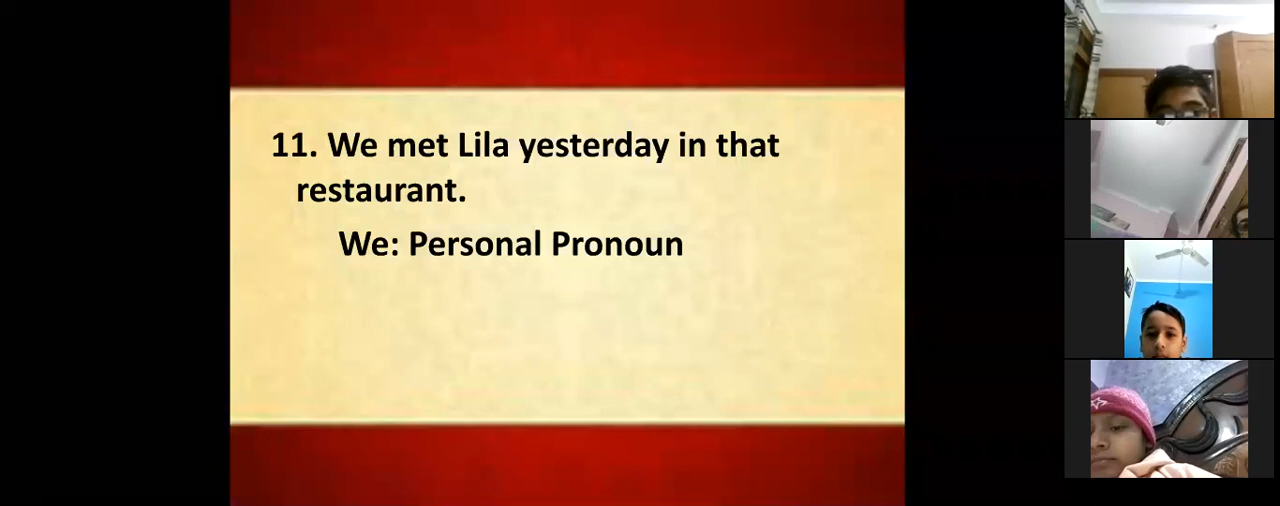 11. We met Lila yesterday in that
restaurant.
We: Personal Pronoun